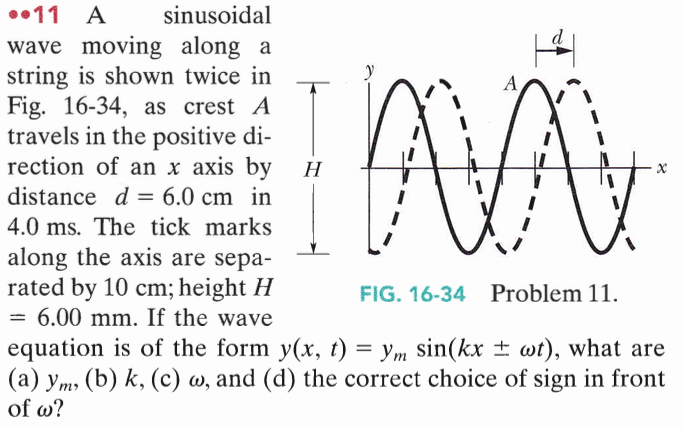 ••11 A sinusoidal
wave moving along a
string is shown twice in
Fig. 16-34, as crest A
travels in the positive di-
rection of an x axis by
distance d = 6.0 cm in
4.0 ms. The tick marks
along the axis are sepa-
rated by 10 cm; height H
= 6.00 mm. If the wave
equation is of the form y(x, t) = yₘ sin(kx ± ωt), what are
(a) yₘ, (b) k, (c) ω, and (d) the correct choice of sign in front
of ω?
d
y
A
H
x
FIG. 16-34 Problem 11.